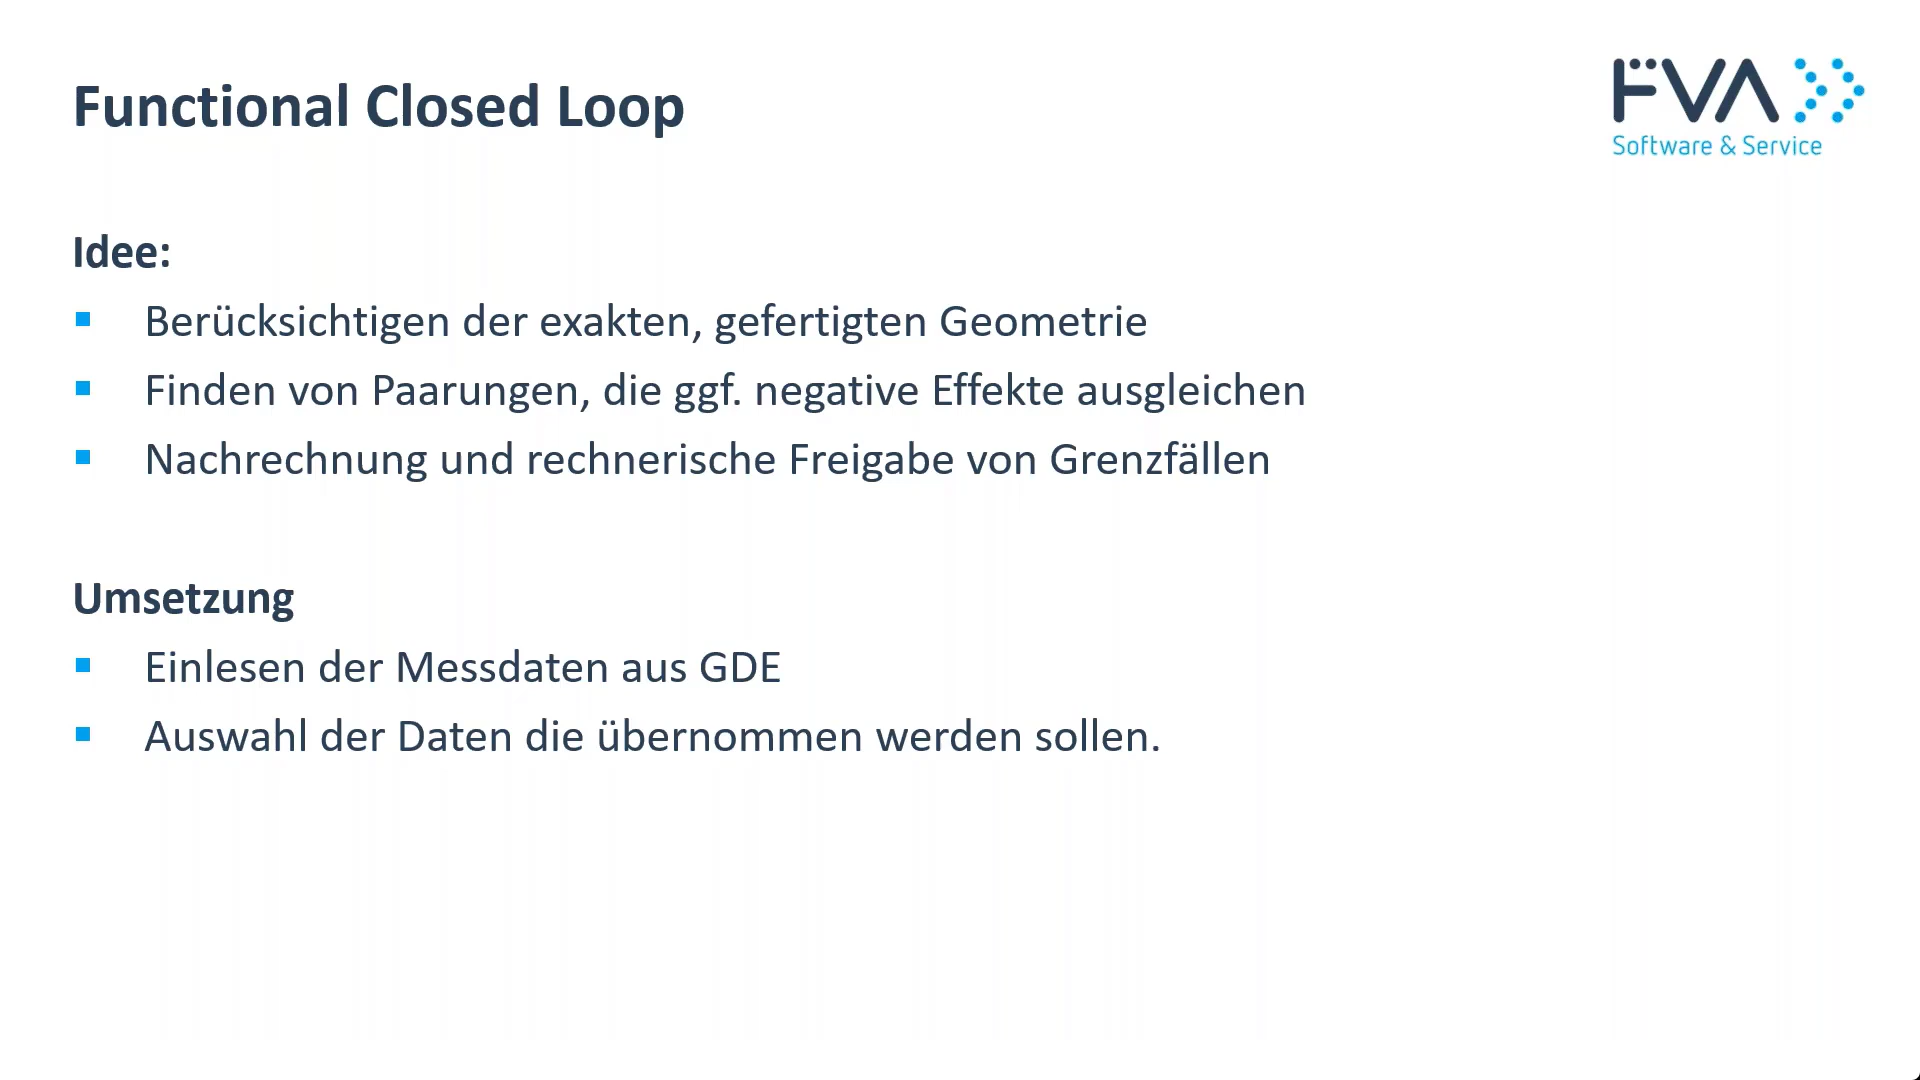 Functional Closed Loop
FVA
Software & Service
Idee:
Berücksichtigen der exakten, gefertigten Geometrie
Finden von Paarungen, die ggf. negative Effekte ausgleichen
Nachrechnung und rechnerische Freigabe von Grenzfällen
Umsetzung
Einlesen der Messdaten aus GDE
Auswahl der Daten die übernommen werden sollen.